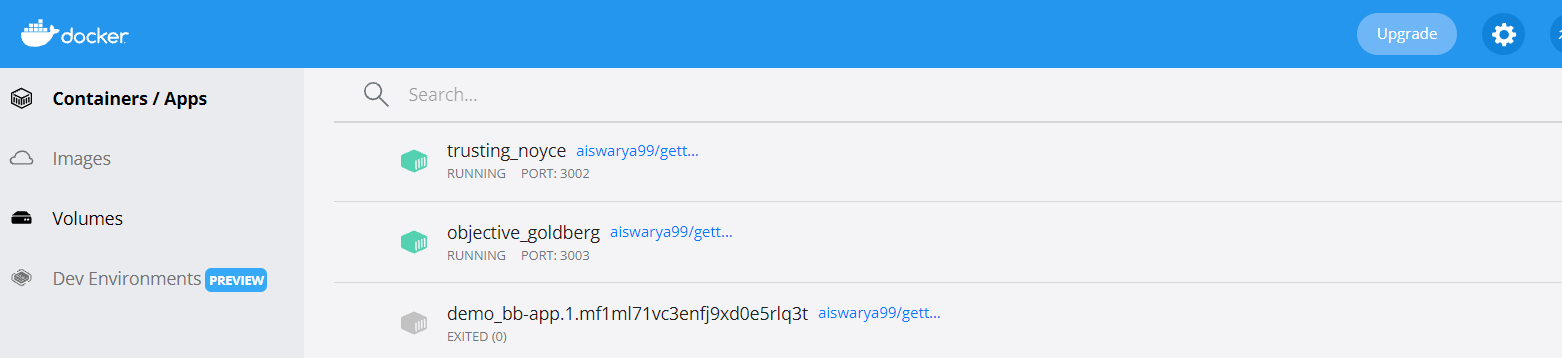 docker
Upgrade
Containers / Apps
Search...
Images
trusting_noyce aiswarya99/gett...
RUNNING PORT: 3002
Volumes
objective_goldberg aiswarya99/gett...
RUNNING PORT: 3003
Dev Environments PREVIEW
demo_bb-app.1.mf1ml71vc3enfj9xd0e5rlq3t aiswarya99/gett...
EXITED (0)